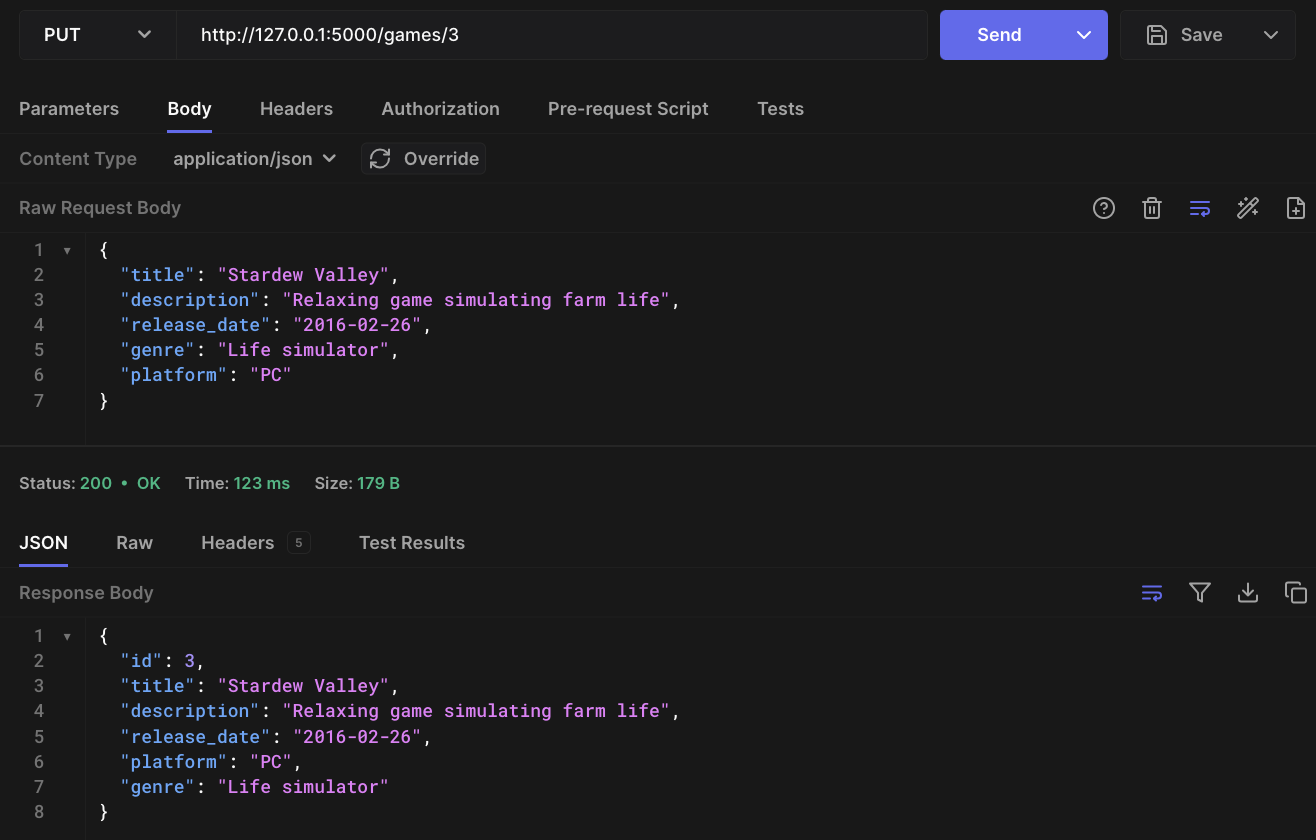 PUT http://127.0.0.1:5000/games/3 Send Save
Parameters Body Headers Authorization Pre-request Script Tests
Content Type application/json Override
Raw Request Body
1 {
2 "title": "Stardew Valley",
3 "description": "Relaxing game simulating farm life",
4 "release_date": "2016-02-26",
5 "genre": "Life simulator",
6 "platform": "PC"
7 }
Status: 200 • OK Time: 123 ms Size: 179 B
JSON Raw Headers 5 Test Results
Response Body
1 {
2 "id": 3,
3 "title": "Stardew Valley",
4 "description": "Relaxing game simulating farm life",
5 "release_date": "2016-02-26",
6 "platform": "PC",
7 "genre": "Life simulator"
8 }